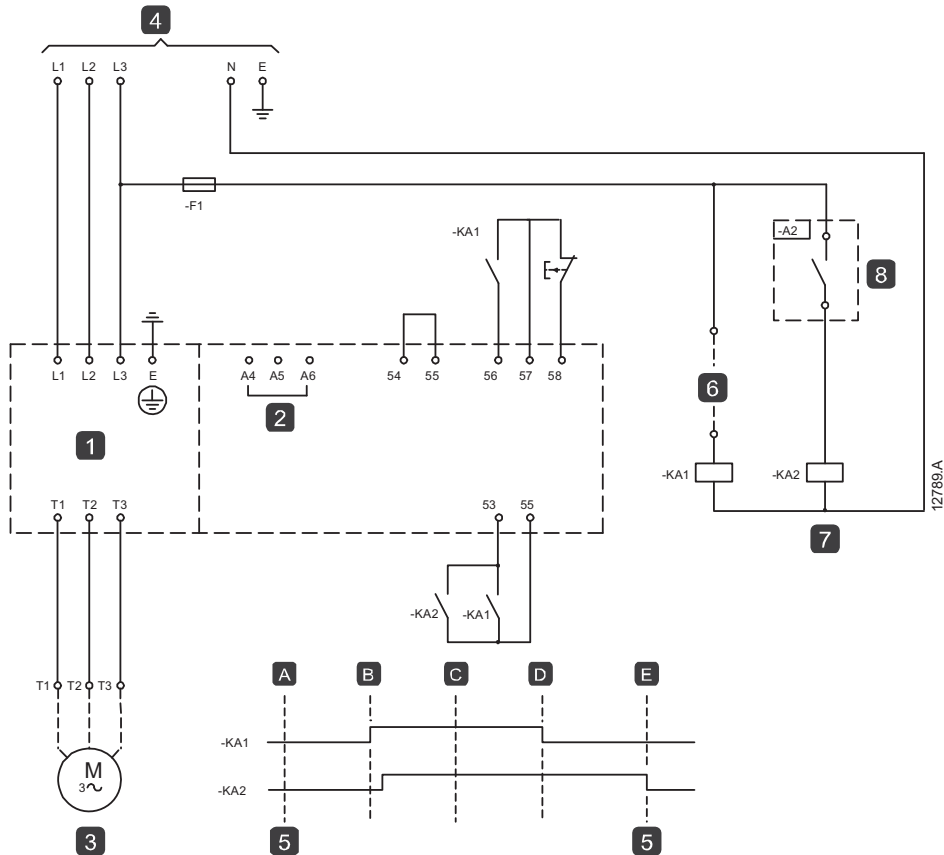 4
L1 L2 L3 N E
-F1
-KA1
-A2
8
L1 L2 L3 E A4 A5 A6 54 55 56 57 58
2
6
1
-KA1 -KA2
T1 T2 T3 53 55
7
12789.A
-KA2 -KA1
A B C D E
T1 T2 T3
-KA1
M
3~
-KA2
3 5 5